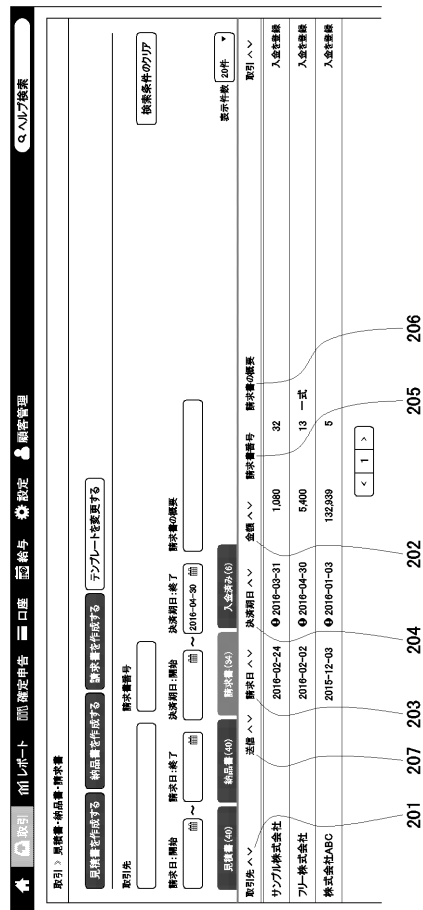 取引 レポート 確定申告 口座 給与 設定 顧客管理 ヘルプ検索
取引 » 見積書・納品書・請求書
見積書を作成する 納品書を作成する 請求書を作成する テンプレートを変更する
取引先 請求書番号
検索条件のクリア
請求日:開始 請求日:終了 決済期日:開始 決済期日:終了 請求書の概要
~ ~ 2016-04-30
見積書(40) 納品書(40) 請求書(34) 入金済み(6) 表示件数 20件 ▼
取引先 ヘ∨ 送信 ヘ∨ 請求日 ヘ∨ 決済期日 ヘ∨ 金額 ヘ∨ 請求書番号 請求書の概要 取引 ヘ∨
サンプル株式会社 2016-02-24 2016-03-31 1,080 32 入金を登録
フリー株式会社 2016-02-02 2016-04-30 5,400 13 一式 入金を登録
株式会社ABC 2015-12-03 2016-01-03 132,939 5 入金を登録
< 1 >
201 207 203 204 202 205 206